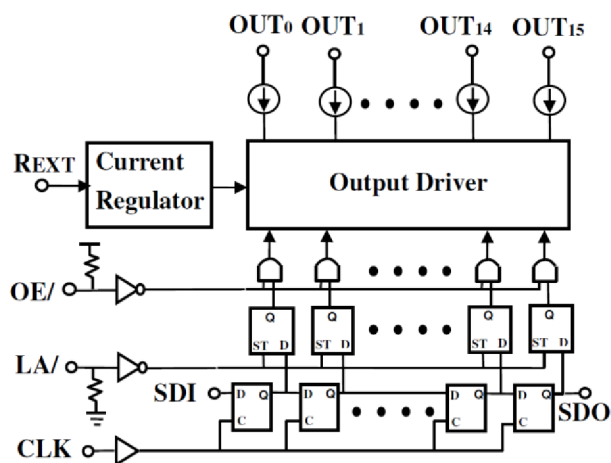 OUT0 OUT1 OUT14 OUT15
REXT
Current
Regulator
Output Driver
OE/
Q Q Q Q
ST D ST D ST D ST D
LA/
SDI
D Q D Q D Q D Q
SDO
C C C C
CLK